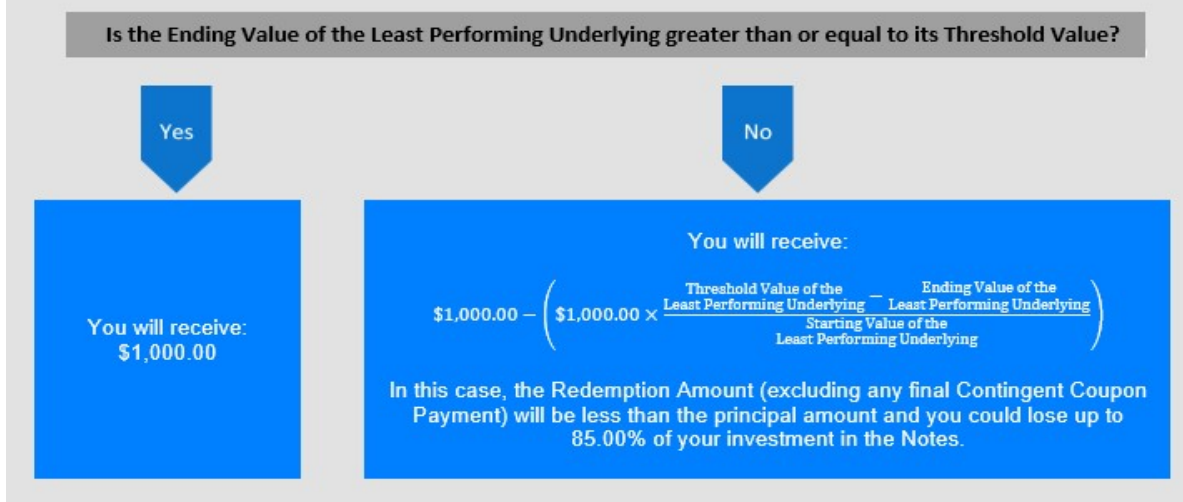 Is the Ending Value of the Least Performing Underlying greater than or equal to its Threshold Value?
Yes
No
You will receive:
$1,000.00
You will receive:
$1,000.00 − ($1,000.00 × (Threshold Value of the Least Performing Underlying − Ending Value of the Least Performing Underlying) / Starting Value of the Least Performing Underlying)
In this case, the Redemption Amount (excluding any final Contingent Coupon
Payment) will be less than the principal amount and you could lose up to
85.00% of your investment in the Notes.